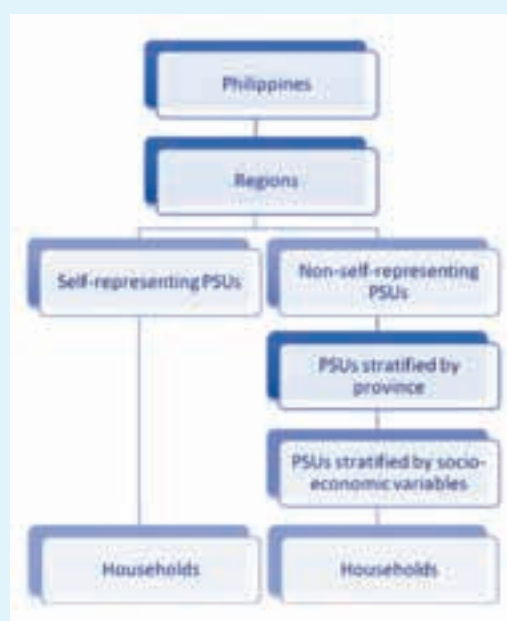 Philippines
Regions
Self-representing PSUs
Non-self-representing
PSUs
PSUs stratified by
province
PSUs stratified by socio-
economic variables
Households
Households